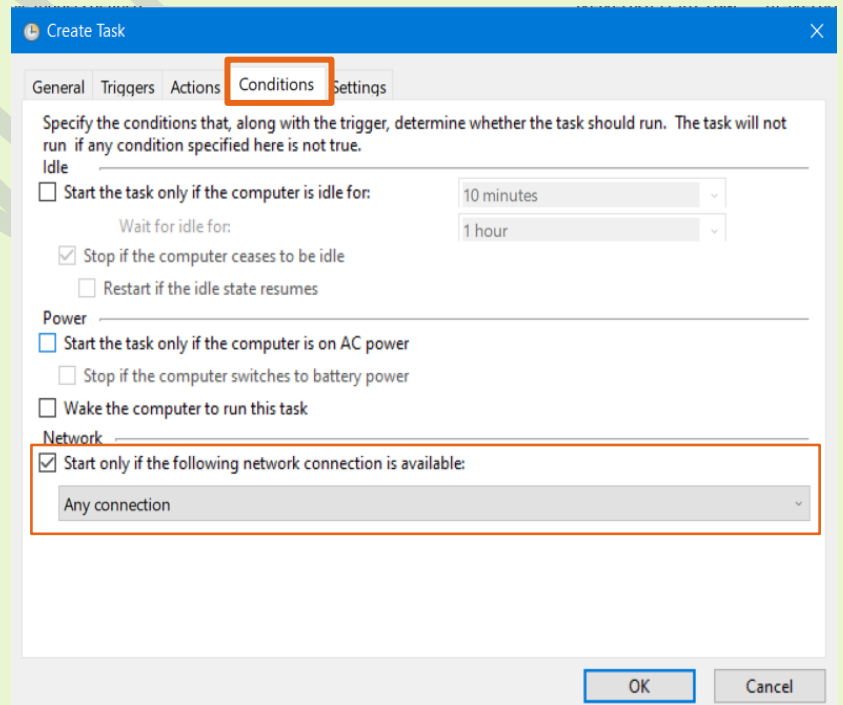 Create Task
General Triggers Actions Conditions Settings
Specify the conditions that, along with the trigger, determine whether the task should run. The task will not
run if any condition specified here is not true.
Idle
Start the task only if the computer is idle for: 10 minutes
Wait for idle for: 1 hour
Stop if the computer ceases to be idle
Restart if the idle state resumes
Power
Start the task only if the computer is on AC power
Stop if the computer switches to battery power
Wake the computer to run this task
Network
Start only if the following network connection is available:
Any connection
OK Cancel